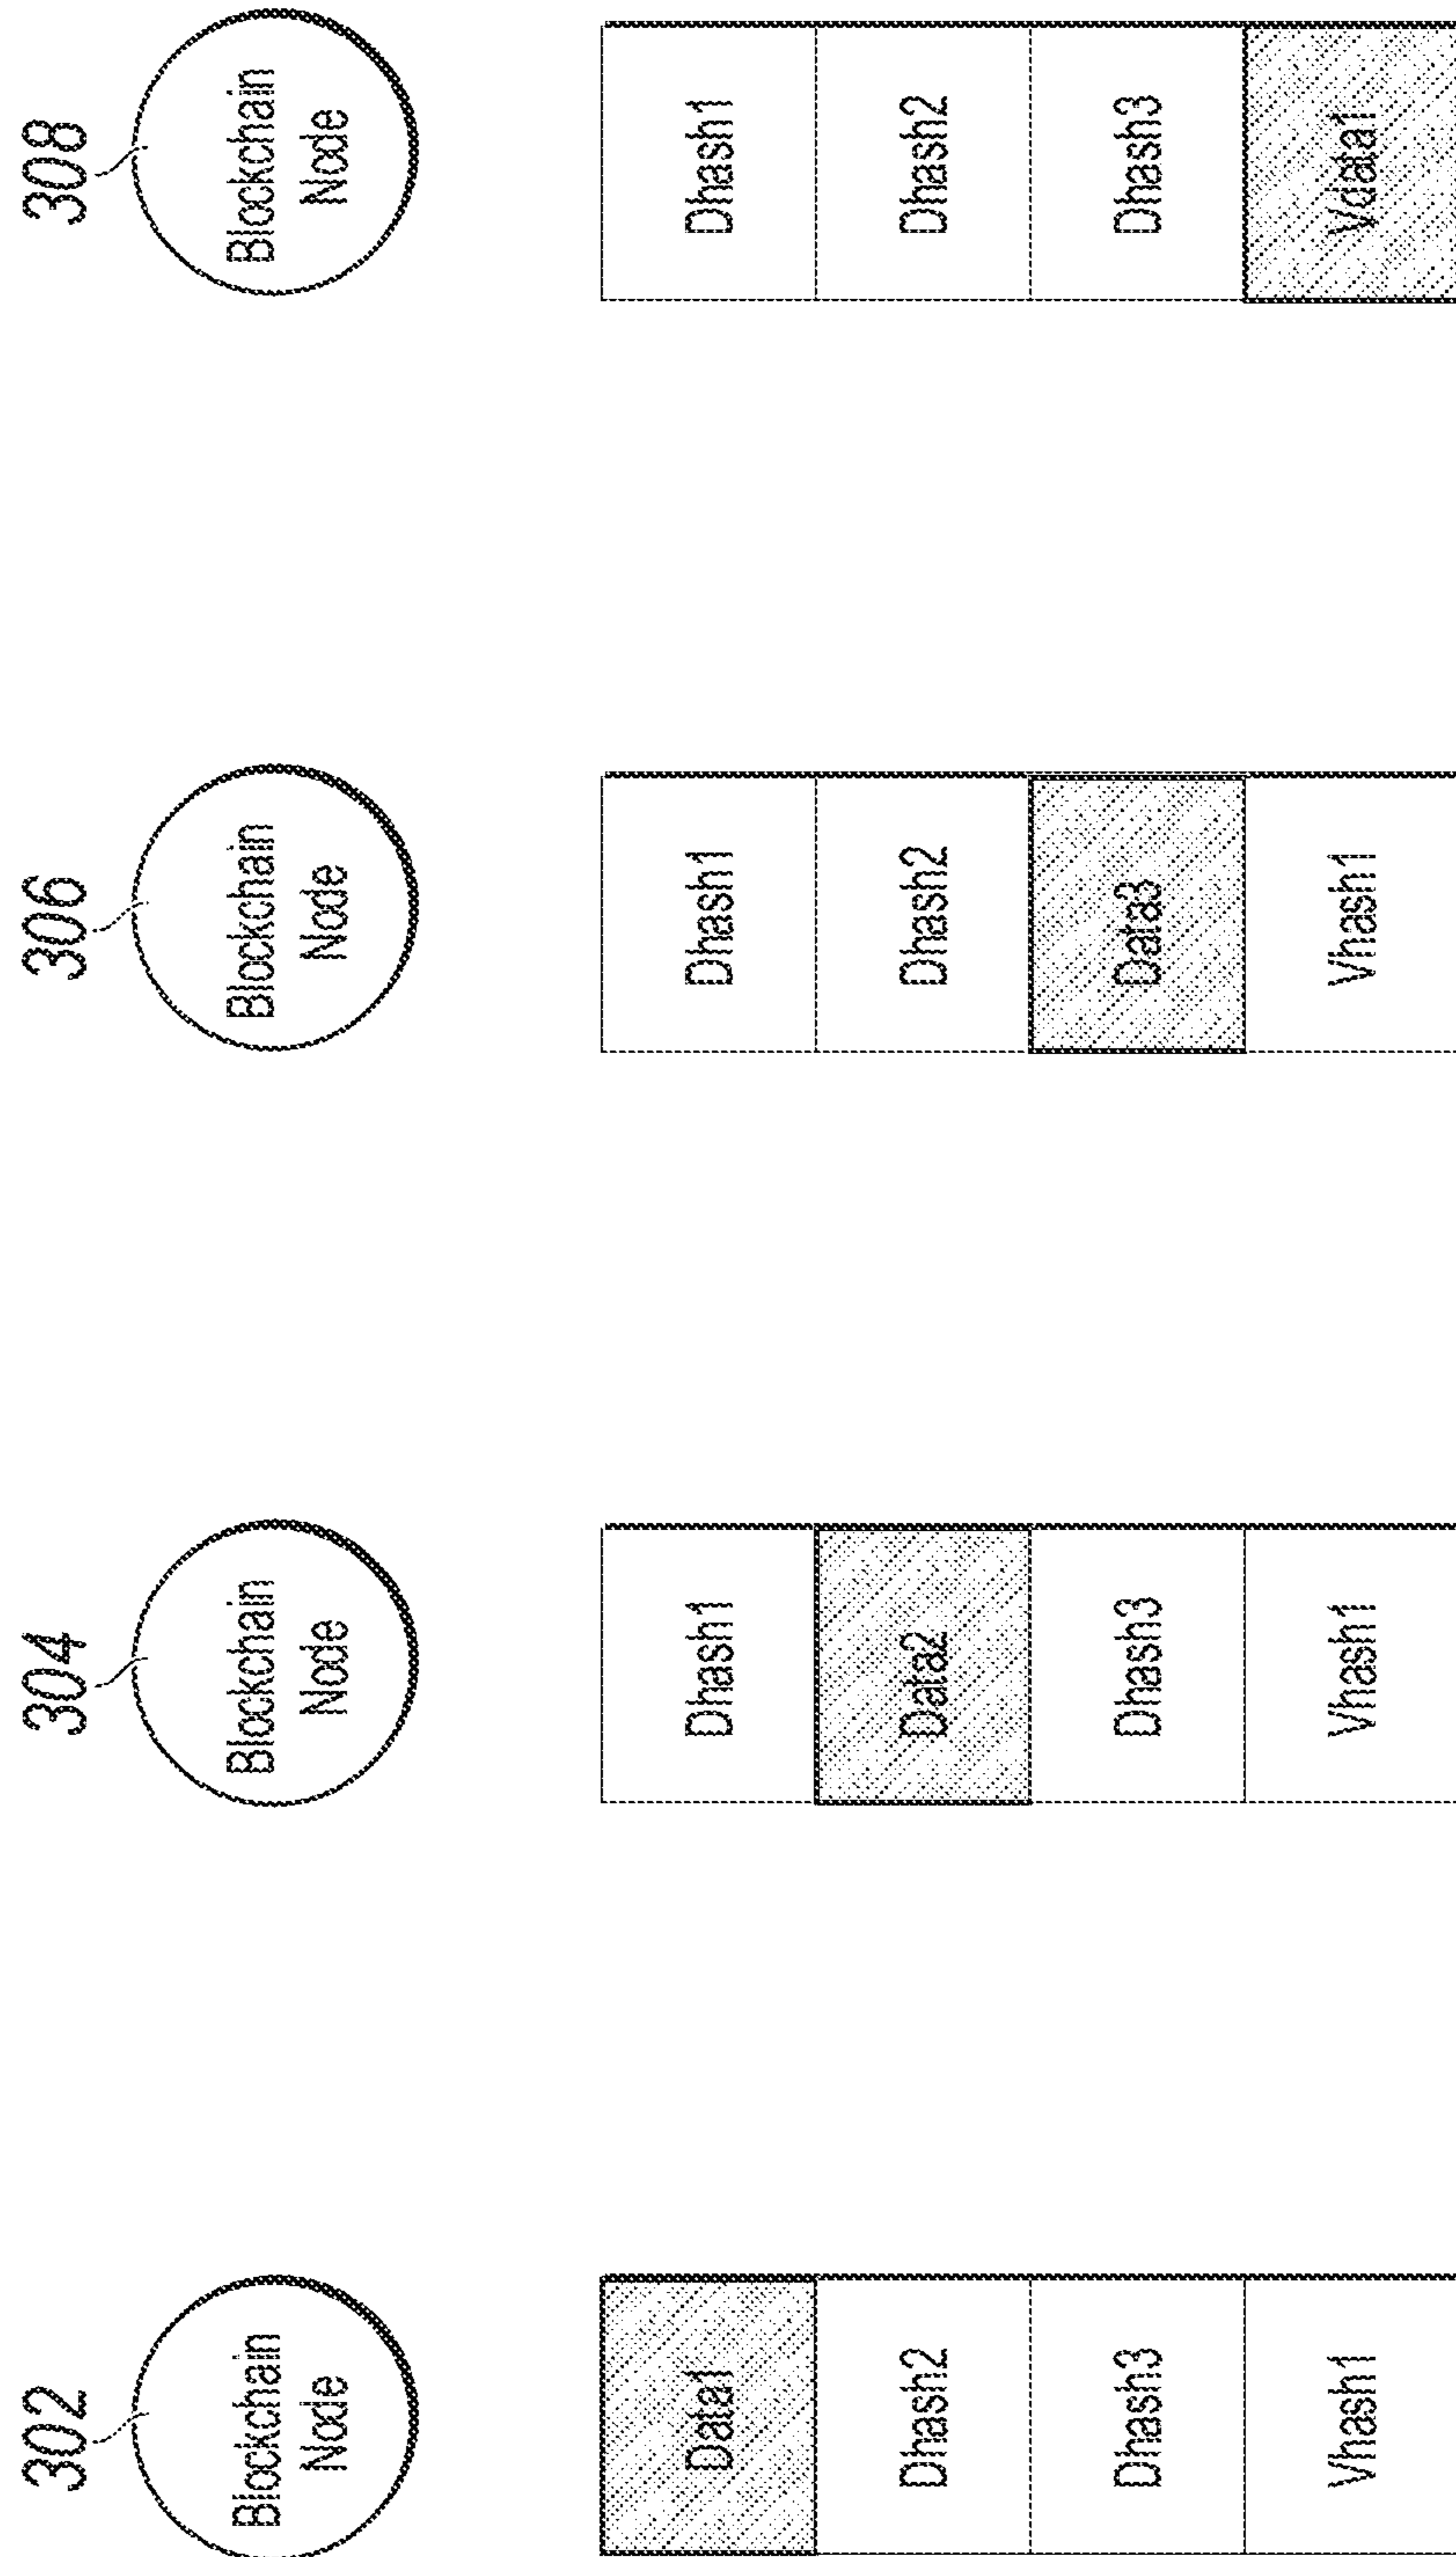 302
304
306
308
Blockchain
Node
Blockchain
Node
Blockchain
Node
Blockchain
Node
Data1
Dhash1
Dhash1
Dhash1
Dhash2
Data2
Dhash2
Dhash2
Dhash3
Dhash3
Data3
Dhash3
Vhash1
Vhash1
Vhash1
Vdata1